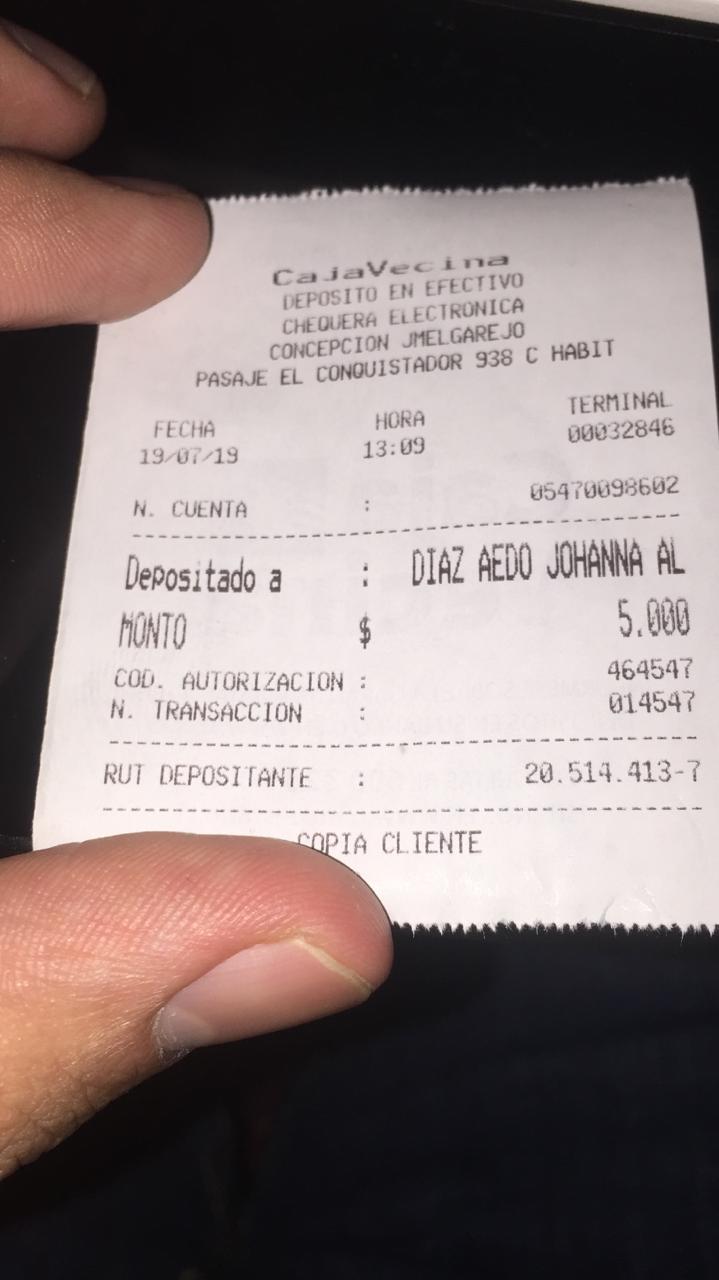 CajaVecina
DEPOSITO EN EFECTIVO
CHEQUERA ELECTRONICA
CONCEPCION JMELGAREJO
PASAJE EL CONQUISTADOR 938 C HABIT
FECHA HORA TERMINAL
19/07/19 13:09 00032846
N. CUENTA : 05470098602
Depositado a : DIAZ AEDO JOHANNA AL
MONTO $ 5.000
COD. AUTORIZACION : 464547
N. TRANSACCION : 014547
RUT DEPOSITANTE : 20.514.413-7
COPIA CLIENTE